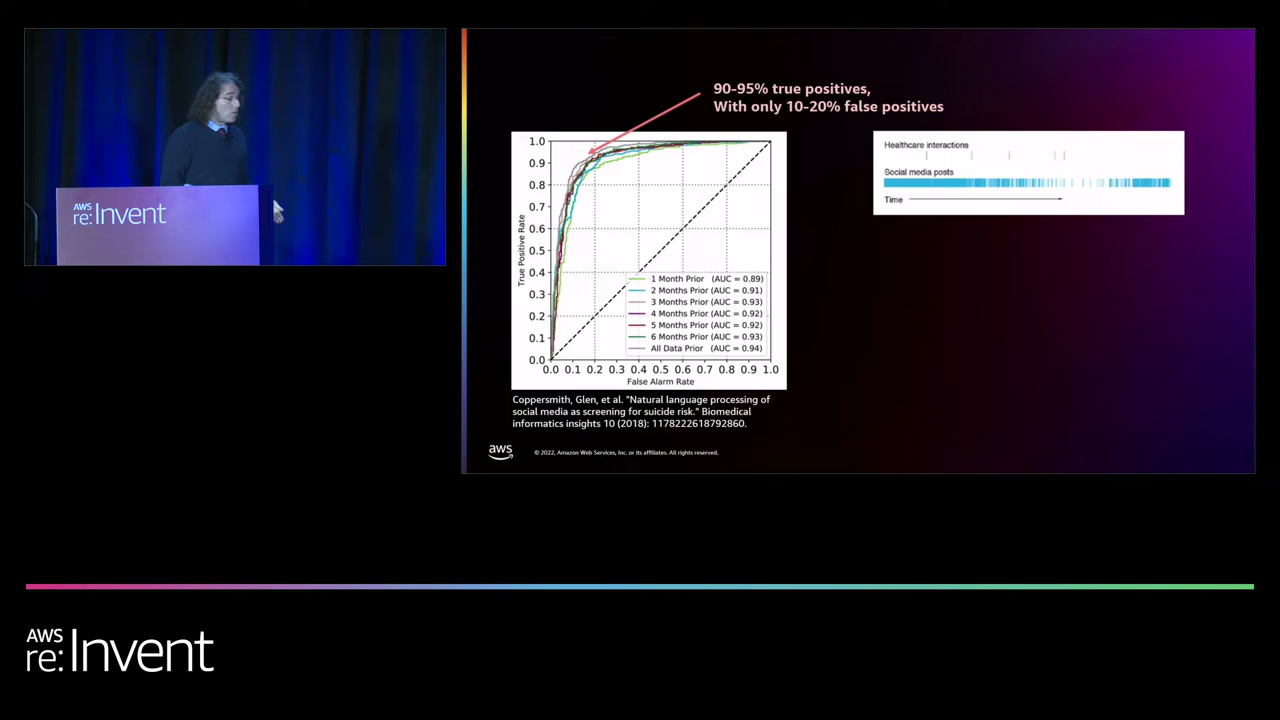 AWS
re:Invent
90-95% true positives,
With only 10-20% false positives
1.0
0.9
0.8
0.7
0.6
0.5
0.4
0.3
0.2
0.1
0.0
True Positive Rate
1 Month Prior (AUC = 0.89)
2 Months Prior (AUC = 0.91)
3 Months Prior (AUC = 0.93)
4 Months Prior (AUC = 0.92)
5 Months Prior (AUC = 0.92)
6 Months Prior (AUC = 0.93)
All Data Prior (AUC = 0.94)
0.0 0.1 0.2 0.3 0.4 0.5 0.6 0.7 0.8 0.9 1.0
False Alarm Rate
Coppersmith, Glen, et al. "Natural language processing of
social media as screening for suicide risk." Biomedical
informatics insights 10 (2018): 1178222618792860.
Healthcare interactions
Social media posts
Time
aws
© 2022, Amazon Web Services, Inc. or its affiliates. All rights reserved.
AWS
re:Invent